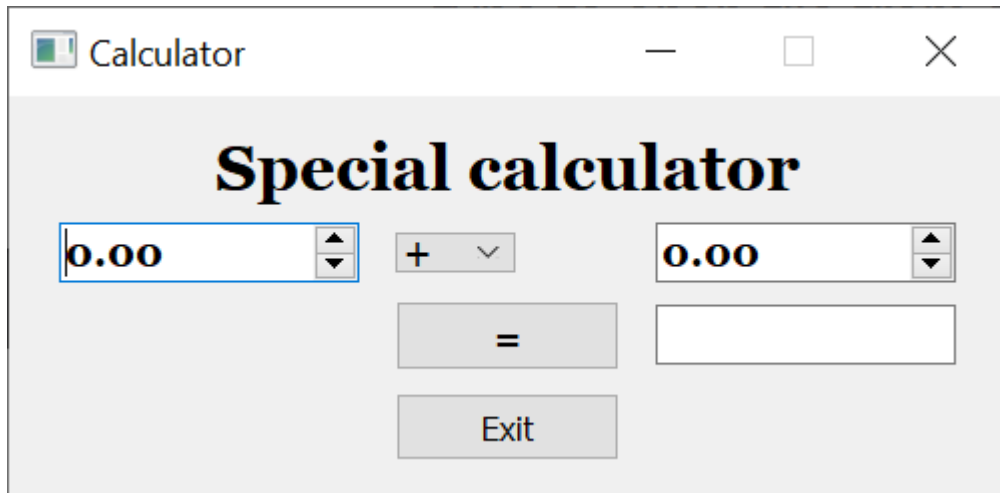 Calculator
Special calculator
0.00 + 0.00
=
Exit